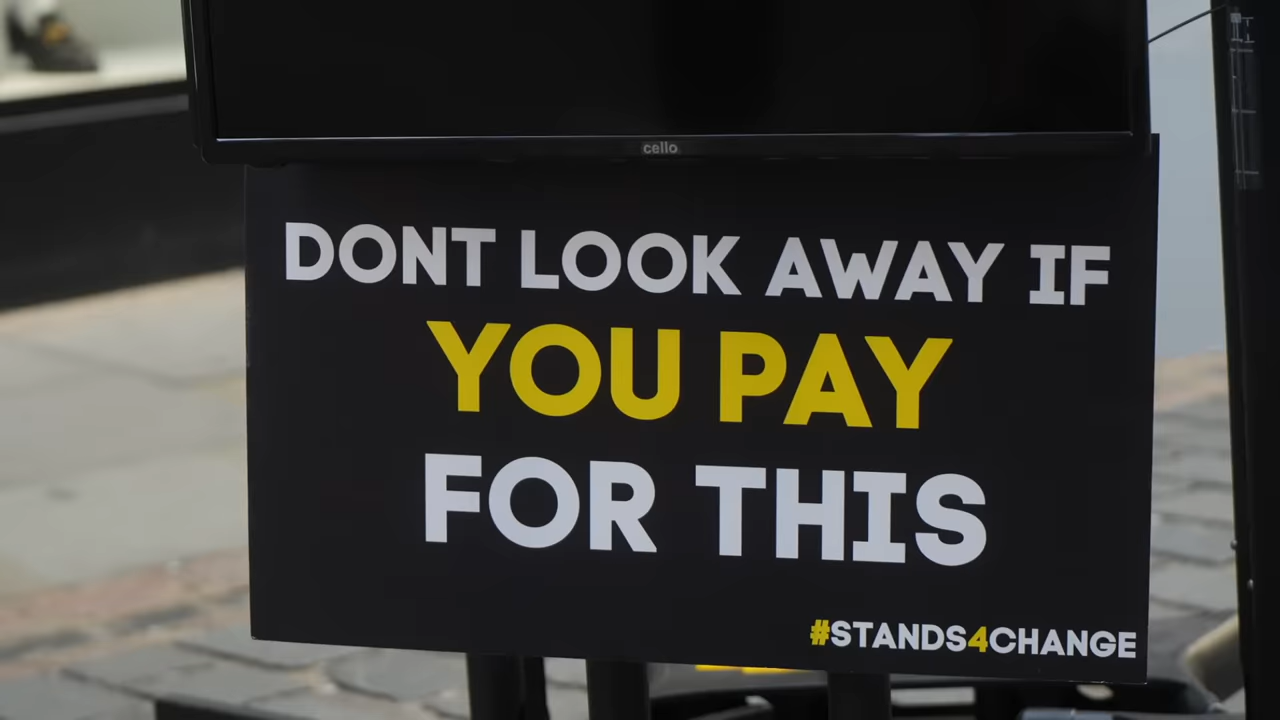 cello
DONT LOOK AWAY IF
YOU PAY
FOR THIS
#STANDS4CHANGE